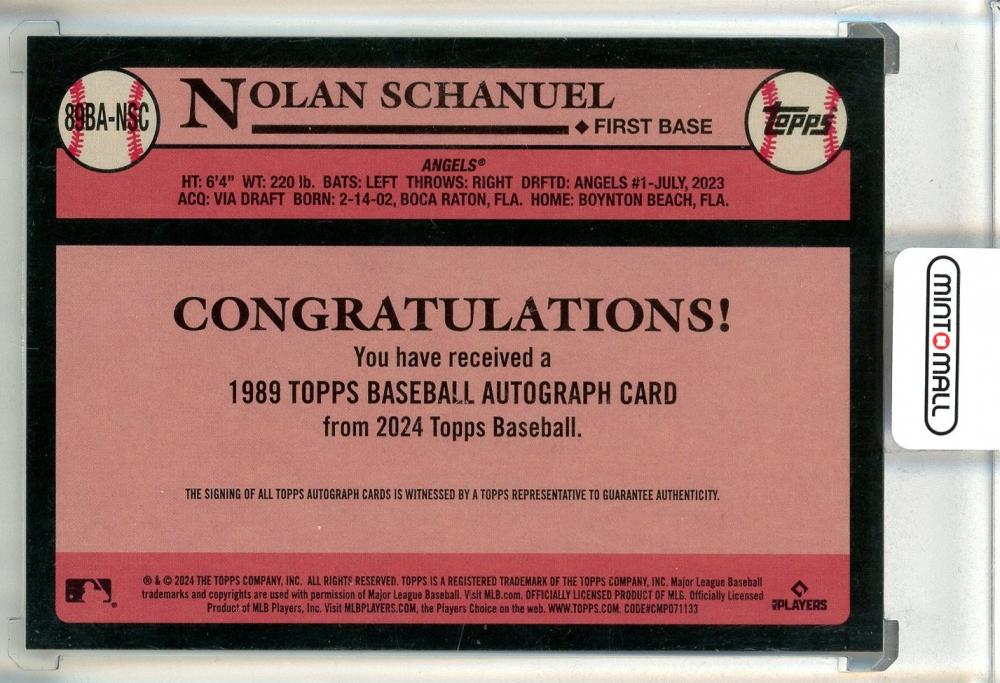 89BA-NSC
NOLAN SCHANUEL
◆ FIRST BASE
Topps
ANGELS®
HT: 6'4" WT: 220 lb. BATS: LEFT THROWS: RIGHT DRFTD: ANGELS #1-JULY, 2023
ACQ: VIA DRAFT BORN: 2-14-02, BOCA RATON, FLA. HOME: BOYNTON BEACH, FLA.
CONGRATULATIONS!
You have received a
1989 TOPPS BASEBALL AUTOGRAPH CARD
from 2024 Topps Baseball.
THE SIGNING OF ALL TOPPS AUTOGRAPH CARDS IS WITNESSED BY A TOPPS REPRESENTATIVE TO GUARANTEE AUTHENTICITY.
® & © 2024 THE TOPPS COMPANY, INC. ALL RIGHTS RESERVED. TOPPS IS A REGISTERED TRADEMARK OF THE TOPPS COMPANY, INC. Major League Baseball
trademarks and copyrights are used with permission of Major League Baseball. Visit MLB.com. OFFICIALLY LICENSED PRODUCT OF MLB. Officially Licensed
Product of MLB Players, Inc. Visit MLBPLAYERS.COM, the Players Choice on the web. WWW.TOPPS.COM. CODE#CMP071133
MLB PLAYERS
MINTMALL